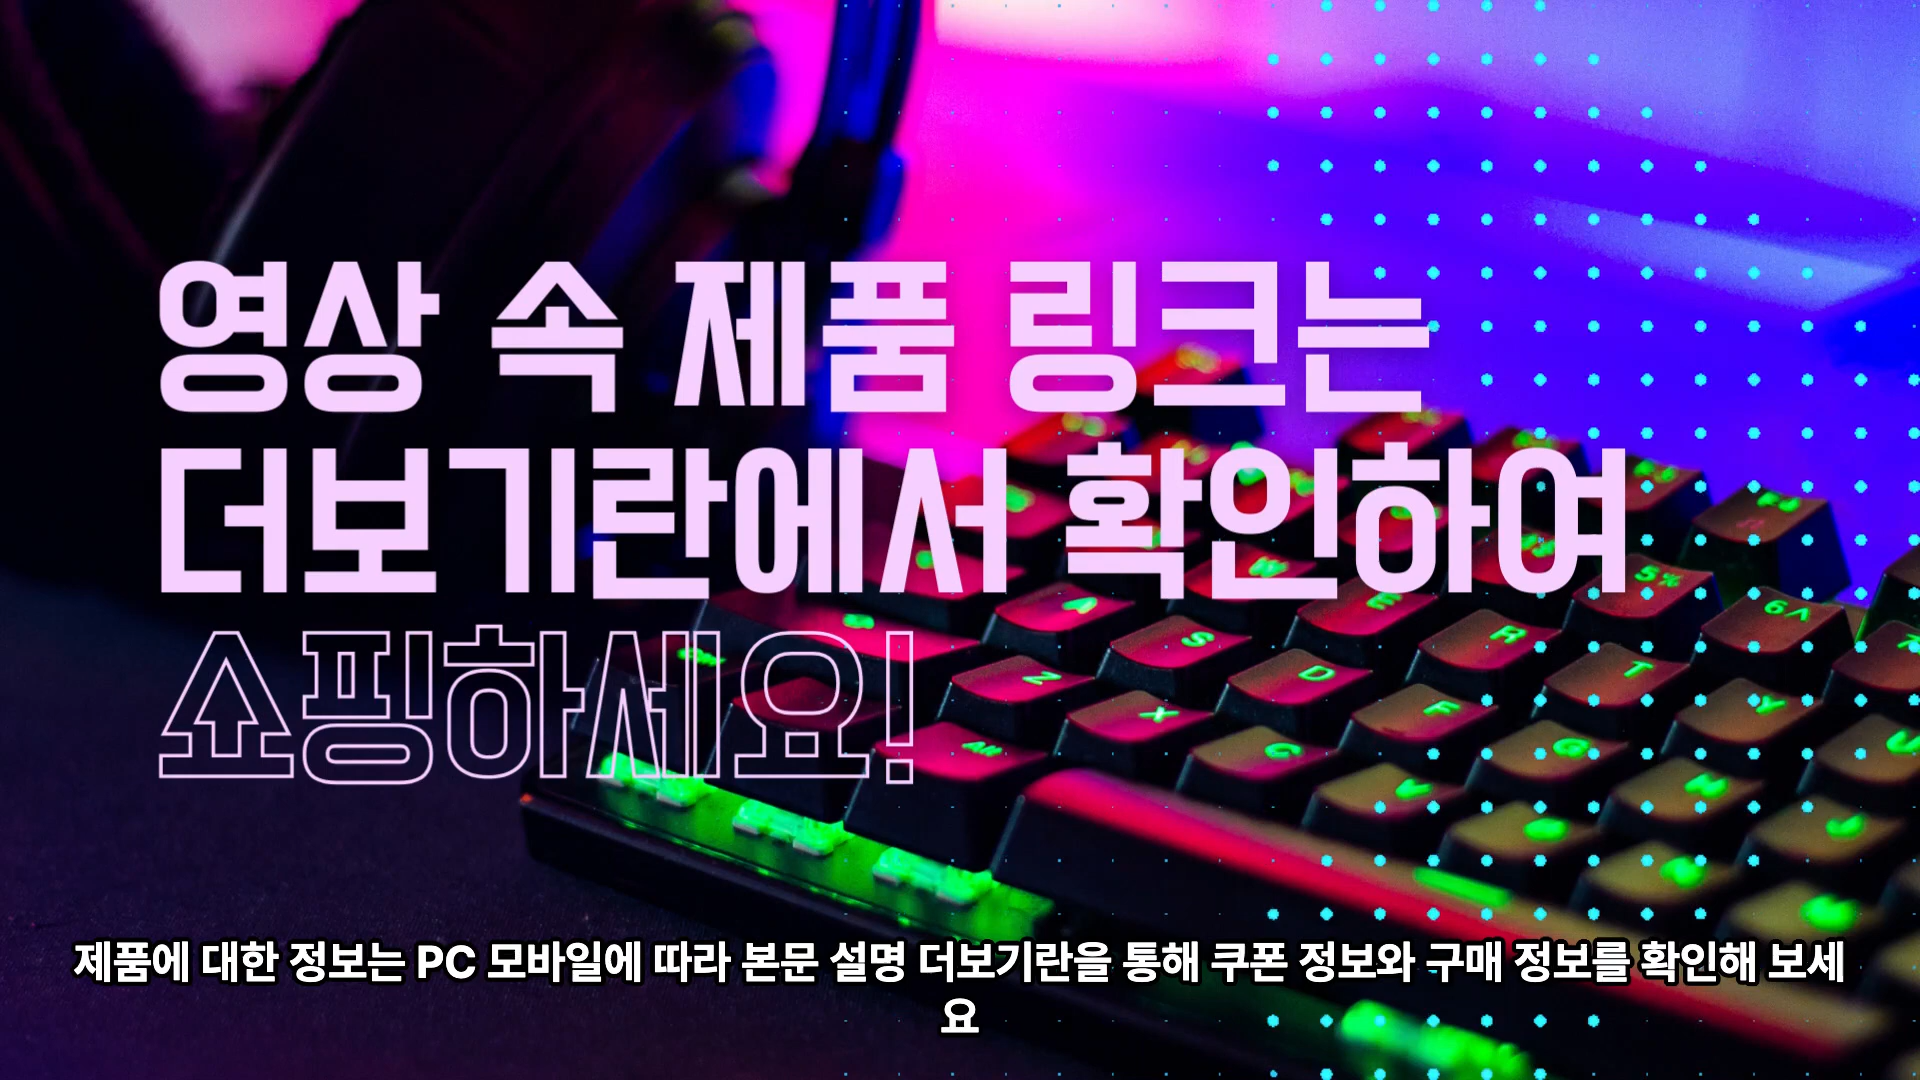 영상 속 제품 링크는
더보기란에서 확인하여
쇼핑하세요!
제품에 대한 정보는 PC 모바일에 따라 본문 설명 더보기란을 통해 쿠폰 정보와 구매 정보를 확인해 보세
요